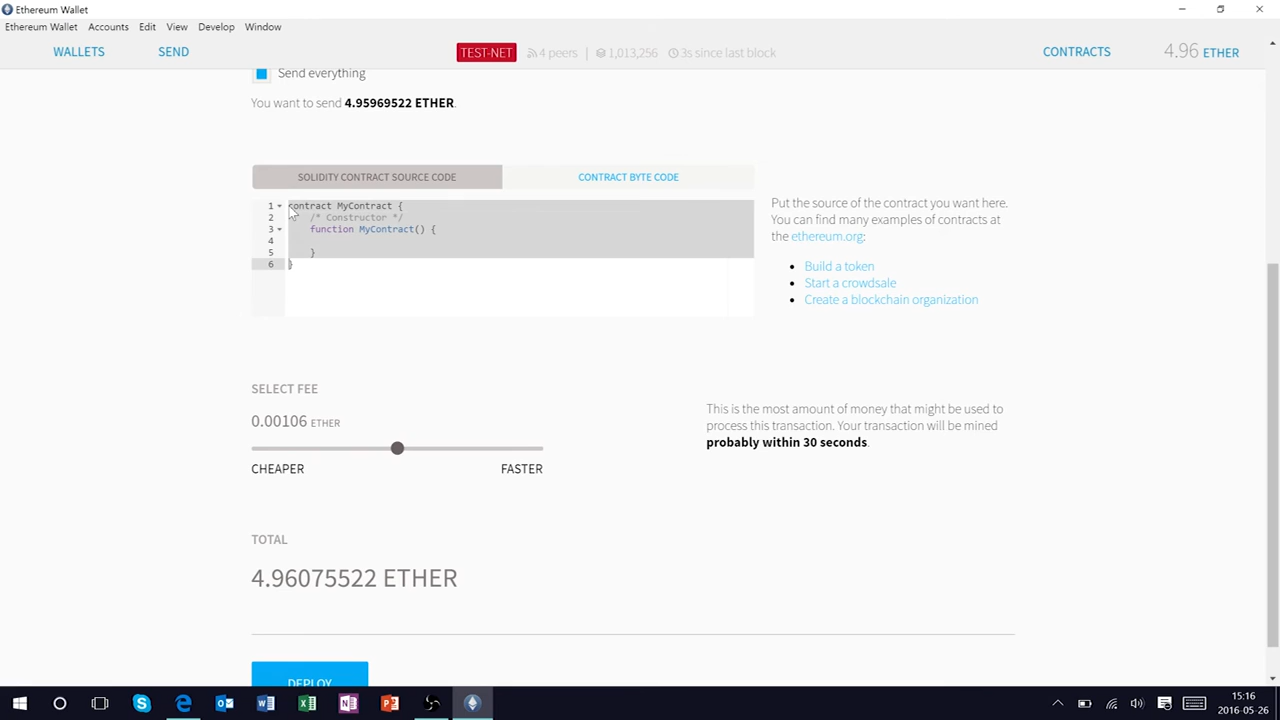 Ethereum Wallet
Ethereum Wallet Accounts Edit View Develop Window
WALLETS SEND TEST-NET 4 peers | 1,013,256 3s since last block CONTRACTS 4.96 ETHER
Send everything
You want to send 4.95969522 ETHER.
SOLIDITY CONTRACT SOURCE CODE CONTRACT BYTE CODE
1 contract MyContract {
2 /* Constructor */
3 function MyContract() {
4
5 }
6 }
Put the source of the contract you want here.
You can find many examples of contracts at
the ethereum.org:
Build a token
Start a crowdsale
Create a blockchain organization
SELECT FEE
0.00106 ETHER
CHEAPER FASTER
This is the most amount of money that might be used to
process this transaction. Your transaction will be mined
probably within 30 seconds.
TOTAL
4.96075522 ETHER
DEPLOY
15:16
2016-05-26